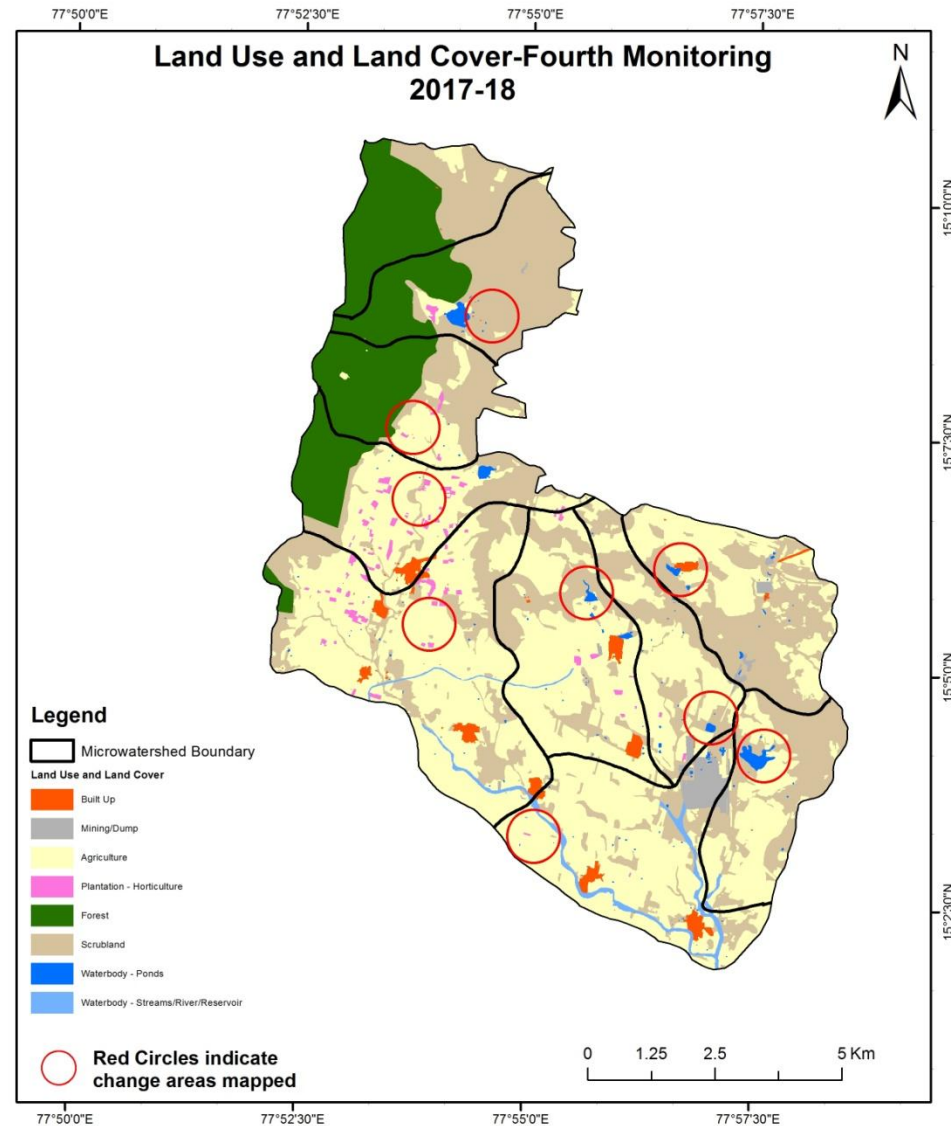 77°50'0"E 77°52'30"E 77°55'0"E 77°57'30"E
Land Use and Land Cover-Fourth Monitoring
2017-18
N
15°10'0"N
15°7'30"N
15°5'0"N
15°2'30"N
Legend
Microwatershed Boundary
Land Use and Land Cover
Built Up
Mining/Dump
Agriculture
Plantation - Horticulture
Forest
Scrubland
Waterbody - Ponds
Waterbody - Streams/River/Reservoir
Red Circles indicate
change areas mapped
0 1.25 2.5 5 Km
77°50'0"E 77°52'30"E 77°55'0"E 77°57'30"E